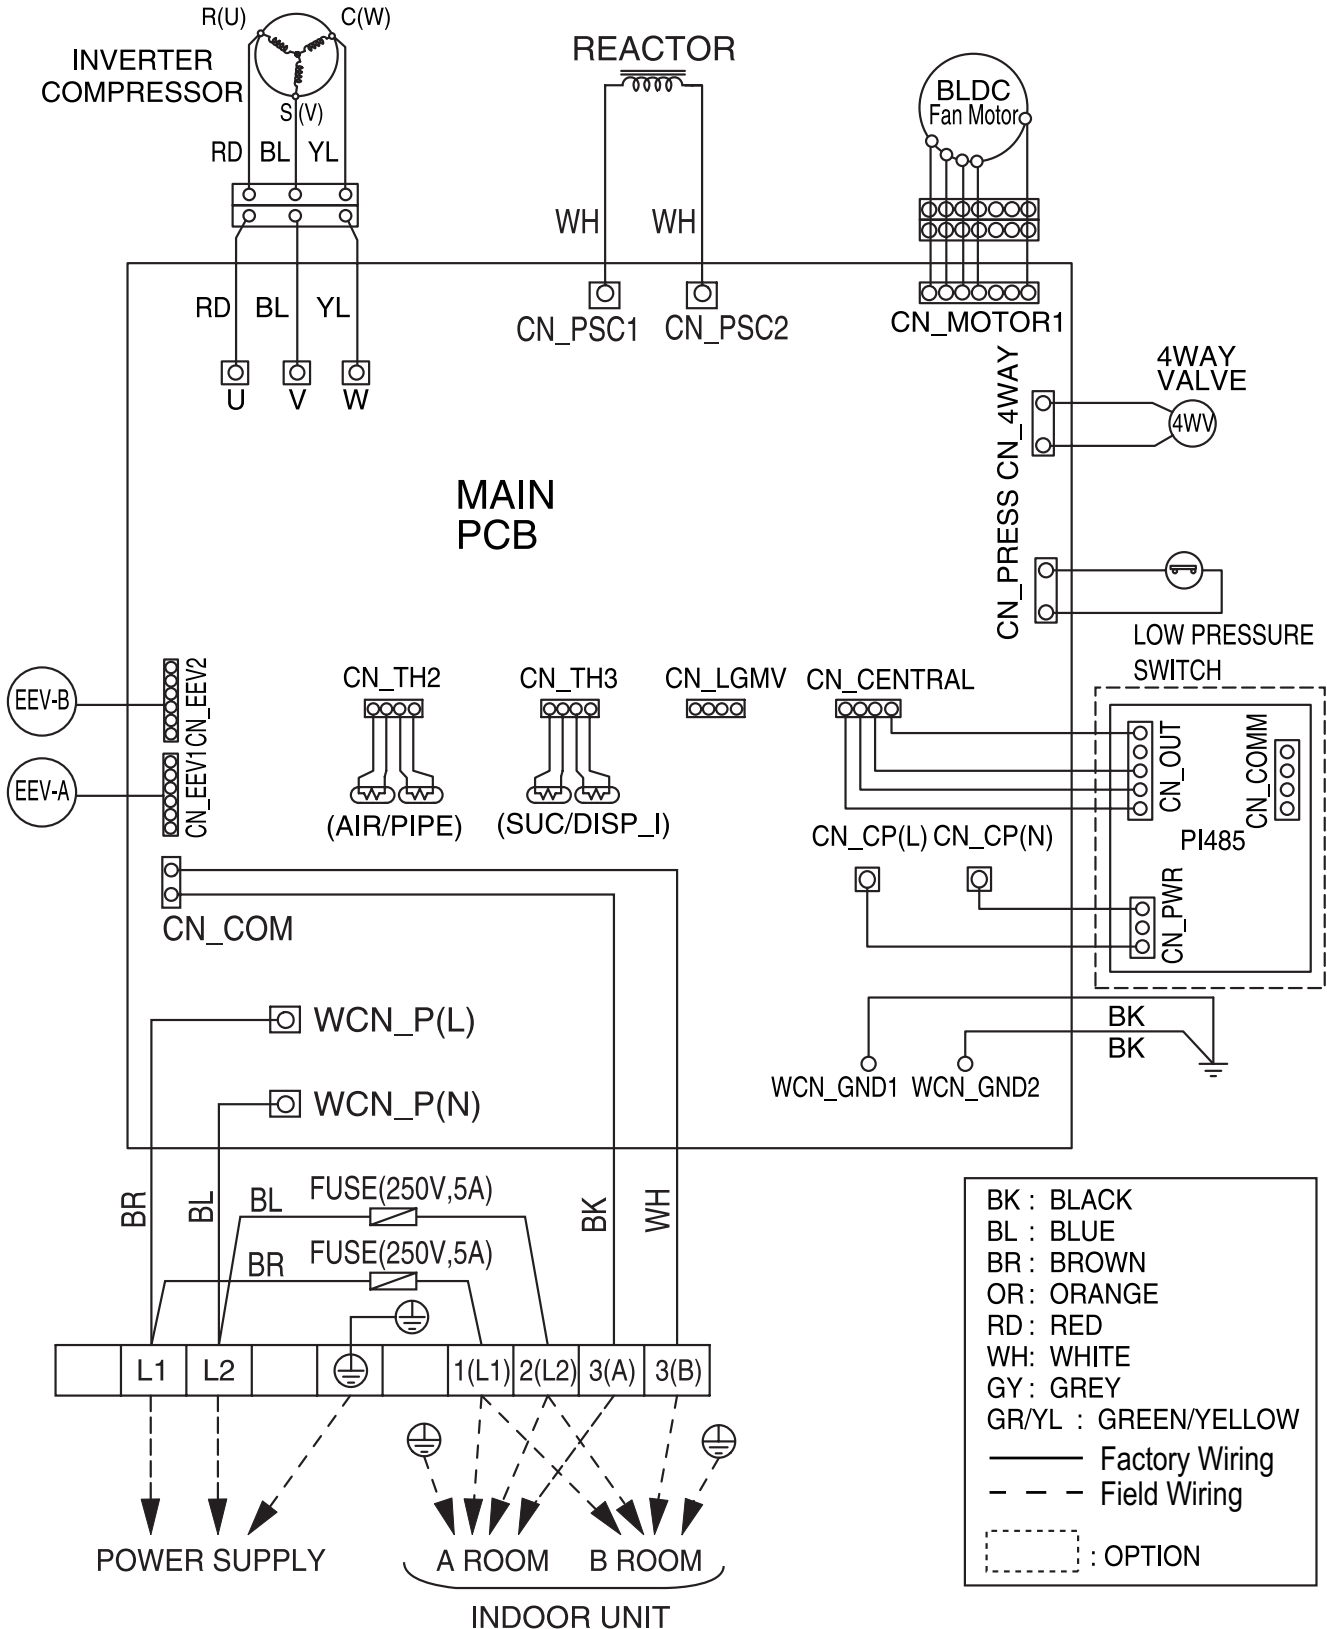 R(U)
C(W)
INVERTER
COMPRESSOR
S (V)
RD
BL
YL
REACTOR
WH
WH
BLDC
Fan Motor
RD
BL
YL
U
V
W
CN_PSC1
CN_PSC2
CN_MOTOR1
CN_4WAY
4WAY
VALVE
4WV
MAIN
PCB
CN_PRESS
LOW PRESSURE
SWITCH
EEV-B
CN_EEV2
EEV-A
CN_EEV1
CN_TH2
(AIR/PIPE)
CN_TH3
(SUC/DISP_I)
CN_LGMV
CN_CENTRAL
CN_OUT
CN_COMM
PI485
CN_CP(L)
CN_CP(N)
CN_PWR
CN_COM
WCN_P(L)
WCN_P(N)
WCN_GND1
WCN_GND2
BK
BK
BR
BL
BL
FUSE(250V,5A)
BR
FUSE(250V,5A)
BK
WH
L1
L2
1(L1)
2(L2)
3(A)
3(B)
POWER SUPPLY
A ROOM
B ROOM
INDOOR UNIT
BK : BLACK
BL : BLUE
BR : BROWN
OR : ORANGE
RD : RED
WH: WHITE
GY : GREY
GR/YL : GREEN/YELLOW
Factory Wiring
Field Wiring
: OPTION